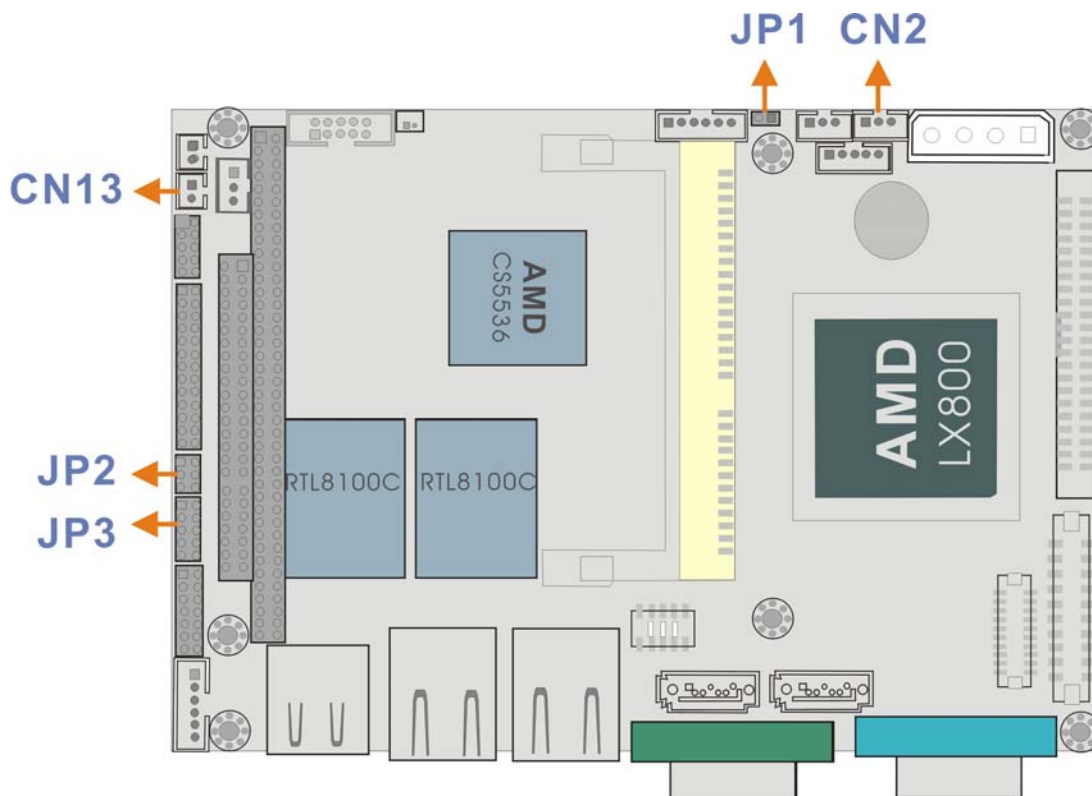 JP1 CN2
CN13
AMD
CS5536
AMD
LX800
JP2
RTL8100C RTL8100C
JP3